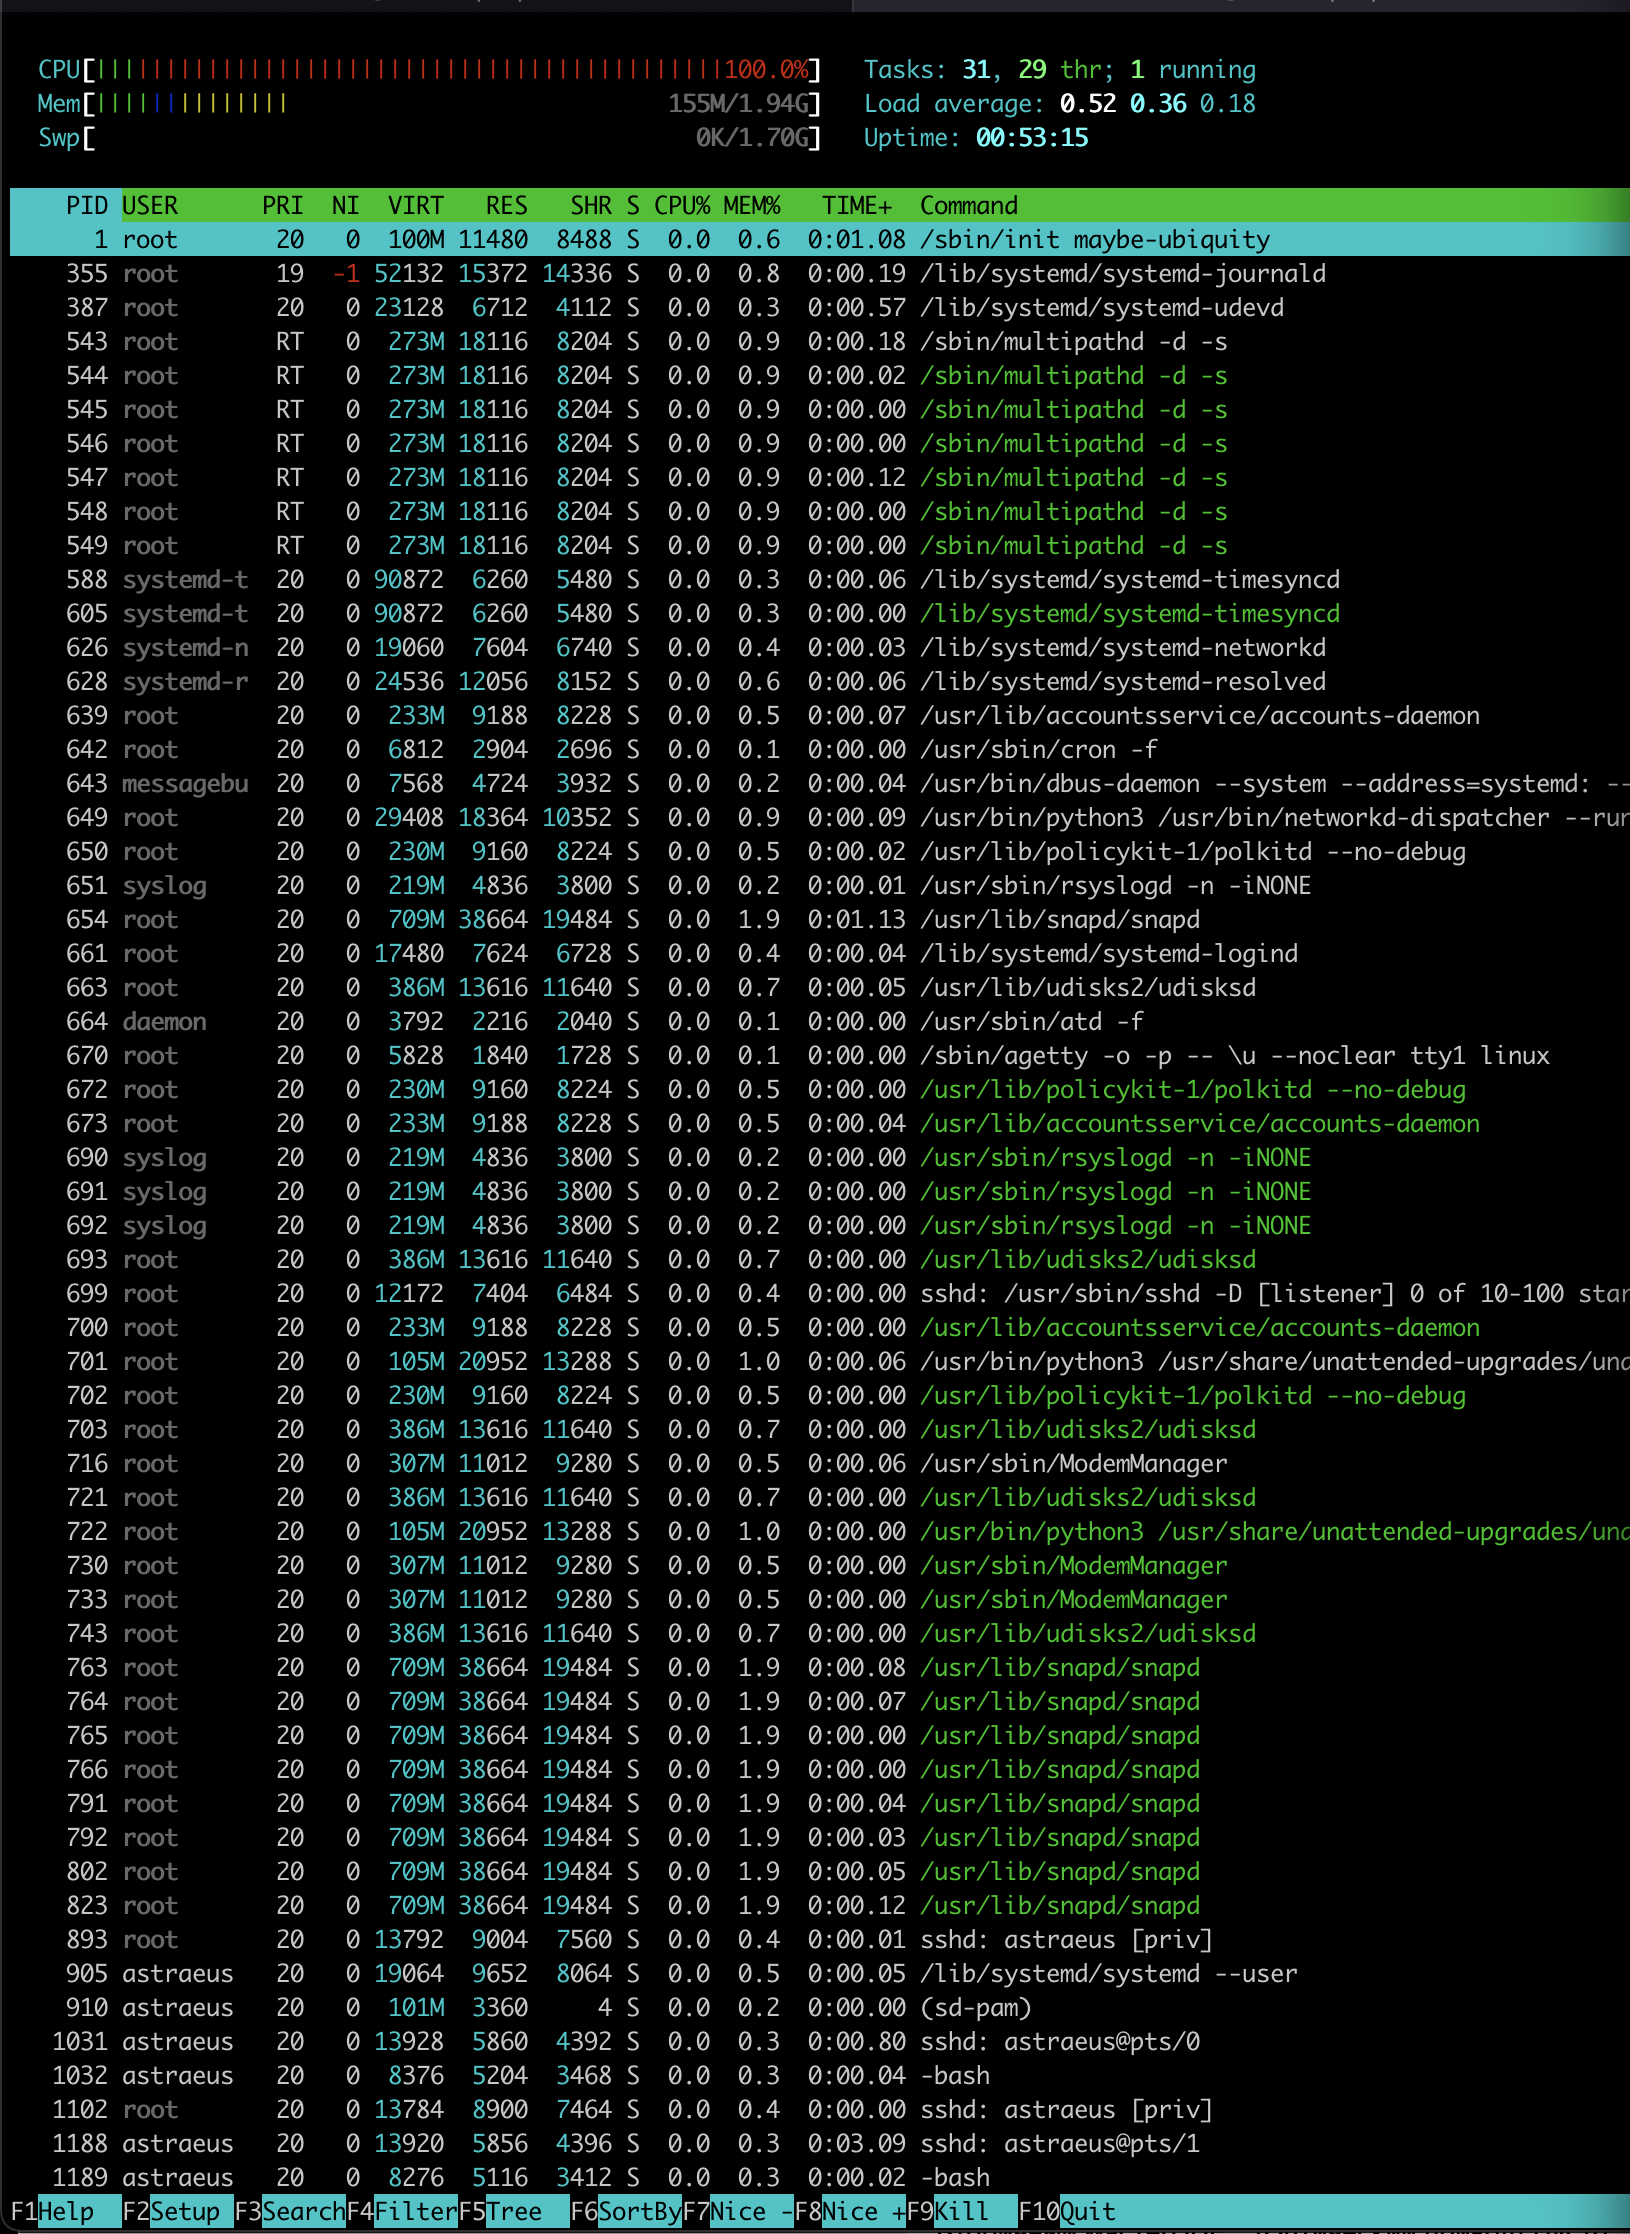 CPU[||||||||||||||||||||||||||||||||||||||||||||100.0%] Tasks: 31, 29 thr; 1 running
Mem[|||||||||||||| 155M/1.94G] Load average: 0.52 0.36 0.18
Swp[ 0K/1.70G] Uptime: 00:53:15
PID USER PRI NI VIRT RES SHR S CPU% MEM% TIME+ Command
1 root 20 0 100M 11480 8488 S 0.0 0.6 0:01.08 /sbin/init maybe-ubiquity
355 root 19 -1 52132 15372 14336 S 0.0 0.8 0:00.19 /lib/systemd/systemd-journald
387 root 20 0 23128 6712 4112 S 0.0 0.3 0:00.57 /lib/systemd/systemd-udevd
543 root RT 0 273M 18116 8204 S 0.0 0.9 0:00.18 /sbin/multipathd -d -s
544 root RT 0 273M 18116 8204 S 0.0 0.9 0:00.02 /sbin/multipathd -d -s
545 root RT 0 273M 18116 8204 S 0.0 0.9 0:00.00 /sbin/multipathd -d -s
546 root RT 0 273M 18116 8204 S 0.0 0.9 0:00.00 /sbin/multipathd -d -s
547 root RT 0 273M 18116 8204 S 0.0 0.9 0:00.12 /sbin/multipathd -d -s
548 root RT 0 273M 18116 8204 S 0.0 0.9 0:00.00 /sbin/multipathd -d -s
549 root RT 0 273M 18116 8204 S 0.0 0.9 0:00.00 /sbin/multipathd -d -s
588 systemd-t 20 0 90872 6260 5480 S 0.0 0.3 0:00.06 /lib/systemd/systemd-timesyncd
605 systemd-t 20 0 90872 6260 5480 S 0.0 0.3 0:00.00 /lib/systemd/systemd-timesyncd
626 systemd-n 20 0 19060 7604 6740 S 0.0 0.4 0:00.03 /lib/systemd/systemd-networkd
628 systemd-r 20 0 24536 12056 8152 S 0.0 0.6 0:00.06 /lib/systemd/systemd-resolved
639 root 20 0 233M 9188 8228 S 0.0 0.5 0:00.07 /usr/lib/accountsservice/accounts-daemon
642 root 20 0 6812 2904 2696 S 0.0 0.1 0:00.00 /usr/sbin/cron -f
643 messagebu 20 0 7568 4724 3932 S 0.0 0.2 0:00.04 /usr/bin/dbus-daemon --system --address=systemd: --
649 root 20 0 29408 18364 10352 S 0.0 0.9 0:00.09 /usr/bin/python3 /usr/bin/networkd-dispatcher --run
650 root 20 0 230M 9160 8224 S 0.0 0.5 0:00.02 /usr/lib/policykit-1/polkitd --no-debug
651 syslog 20 0 219M 4836 3800 S 0.0 0.2 0:00.01 /usr/sbin/rsyslogd -n -iNONE
654 root 20 0 709M 38664 19484 S 0.0 1.9 0:01.13 /usr/lib/snapd/snapd
661 root 20 0 17480 7624 6728 S 0.0 0.4 0:00.04 /lib/systemd/systemd-logind
663 root 20 0 386M 13616 11640 S 0.0 0.7 0:00.05 /usr/lib/udisks2/udisksd
664 daemon 20 0 3792 2216 2040 S 0.0 0.1 0:00.00 /usr/sbin/atd -f
670 root 20 0 5828 1840 1728 S 0.0 0.1 0:00.00 /sbin/agetty -o -p -- \u --noclear tty1 linux
672 root 20 0 230M 9160 8224 S 0.0 0.5 0:00.00 /usr/lib/policykit-1/polkitd --no-debug
673 root 20 0 233M 9188 8228 S 0.0 0.5 0:00.04 /usr/lib/accountsservice/accounts-daemon
690 syslog 20 0 219M 4836 3800 S 0.0 0.2 0:00.00 /usr/sbin/rsyslogd -n -iNONE
691 syslog 20 0 219M 4836 3800 S 0.0 0.2 0:00.00 /usr/sbin/rsyslogd -n -iNONE
692 syslog 20 0 219M 4836 3800 S 0.0 0.2 0:00.00 /usr/sbin/rsyslogd -n -iNONE
693 root 20 0 386M 13616 11640 S 0.0 0.7 0:00.00 /usr/lib/udisks2/udisksd
699 root 20 0 12172 7404 6484 S 0.0 0.4 0:00.00 sshd: /usr/sbin/sshd -D [listener] 0 of 10-100 star
700 root 20 0 233M 9188 8228 S 0.0 0.5 0:00.00 /usr/lib/accountsservice/accounts-daemon
701 root 20 0 105M 20952 13288 S 0.0 1.0 0:00.06 /usr/bin/python3 /usr/share/unattended-upgrades/una
702 root 20 0 230M 9160 8224 S 0.0 0.5 0:00.00 /usr/lib/policykit-1/polkitd --no-debug
703 root 20 0 386M 13616 11640 S 0.0 0.7 0:00.00 /usr/lib/udisks2/udisksd
716 root 20 0 307M 11012 9280 S 0.0 0.5 0:00.06 /usr/sbin/ModemManager
721 root 20 0 386M 13616 11640 S 0.0 0.7 0:00.00 /usr/lib/udisks2/udisksd
722 root 20 0 105M 20952 13288 S 0.0 1.0 0:00.00 /usr/bin/python3 /usr/share/unattended-upgrades/una
730 root 20 0 307M 11012 9280 S 0.0 0.5 0:00.00 /usr/sbin/ModemManager
733 root 20 0 307M 11012 9280 S 0.0 0.5 0:00.00 /usr/sbin/ModemManager
743 root 20 0 386M 13616 11640 S 0.0 0.7 0:00.00 /usr/lib/udisks2/udisksd
763 root 20 0 709M 38664 19484 S 0.0 1.9 0:00.08 /usr/lib/snapd/snapd
764 root 20 0 709M 38664 19484 S 0.0 1.9 0:00.07 /usr/lib/snapd/snapd
765 root 20 0 709M 38664 19484 S 0.0 1.9 0:00.00 /usr/lib/snapd/snapd
766 root 20 0 709M 38664 19484 S 0.0 1.9 0:00.00 /usr/lib/snapd/snapd
791 root 20 0 709M 38664 19484 S 0.0 1.9 0:00.04 /usr/lib/snapd/snapd
792 root 20 0 709M 38664 19484 S 0.0 1.9 0:00.03 /usr/lib/snapd/snapd
802 root 20 0 709M 38664 19484 S 0.0 1.9 0:00.05 /usr/lib/snapd/snapd
823 root 20 0 709M 38664 19484 S 0.0 1.9 0:00.12 /usr/lib/snapd/snapd
893 root 20 0 13792 9004 7560 S 0.0 0.4 0:00.01 sshd: astraeus [priv]
905 astraeus 20 0 19064 9652 8064 S 0.0 0.5 0:00.05 /lib/systemd/systemd --user
910 astraeus 20 0 101M 3360 4 S 0.0 0.2 0:00.00 (sd-pam)
1031 astraeus 20 0 13928 5860 4392 S 0.0 0.3 0:00.80 sshd: astraeus@pts/0
1032 astraeus 20 0 8376 5204 3468 S 0.0 0.3 0:00.04 -bash
1102 root 20 0 13784 8900 7464 S 0.0 0.4 0:00.00 sshd: astraeus [priv]
1188 astraeus 20 0 13920 5856 4396 S 0.0 0.3 0:03.09 sshd: astraeus@pts/1
1189 astraeus 20 0 8276 5116 3412 S 0.0 0.3 0:00.02 -bash
F1Help F2Setup F3SearchF4FilterF5Tree F6SortByF7Nice -F8Nice +F9Kill F10Quit